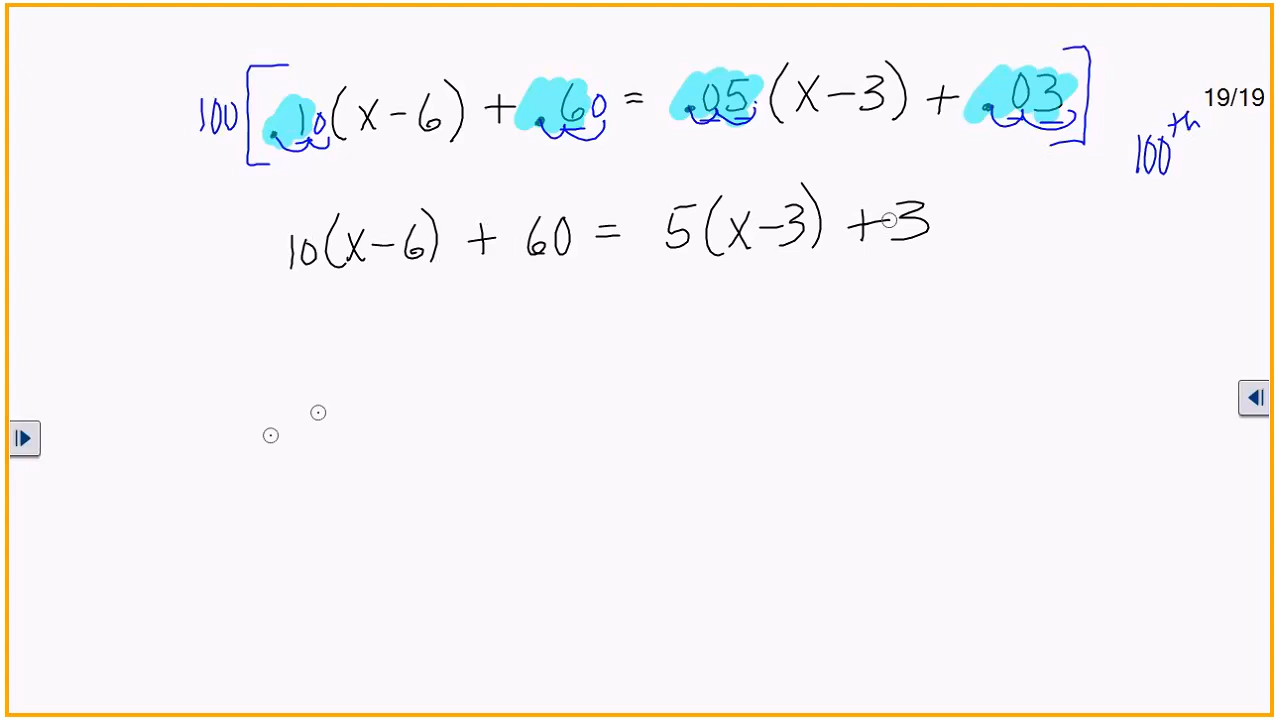 100[.10(x-6) + .60 = .05(x-3) + .03]
19/19
100th
10(x-6) + 60 = 5(x-3) + 3